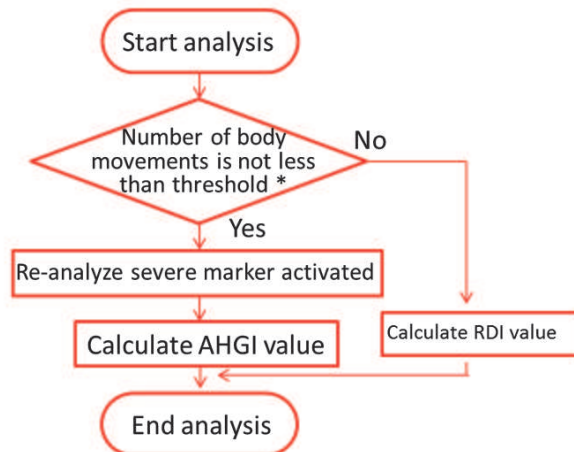 Start analysis
Number of body
movements is not less
than threshold *
No
Yes
Re-analyze severe marker activated
Calculate AHGI value
Calculate RDI value
End analysis